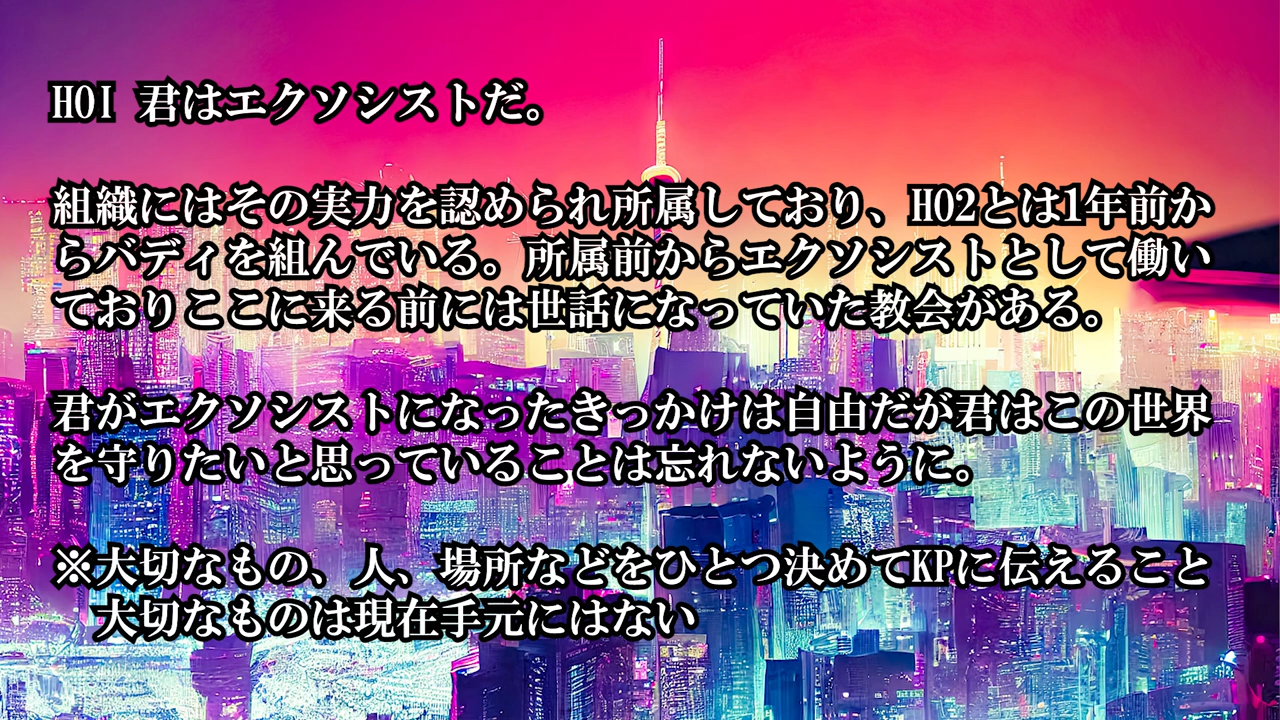 HO1 君はエクソシストだ。
組織にはその実力を認められ所属しており、HO2とは1年前か
らバディを組んでいる。所属前からエクソシストとして働い
ておりここに来る前には世話になっていた教会がある。
君がエクソシストになったきっかけは自由だが君はこの世界
を守りたいと思っていることは忘れないように。
※大切なもの、人、場所などをひとつ決めてKPに伝えること
大切なものは現在手元にはない